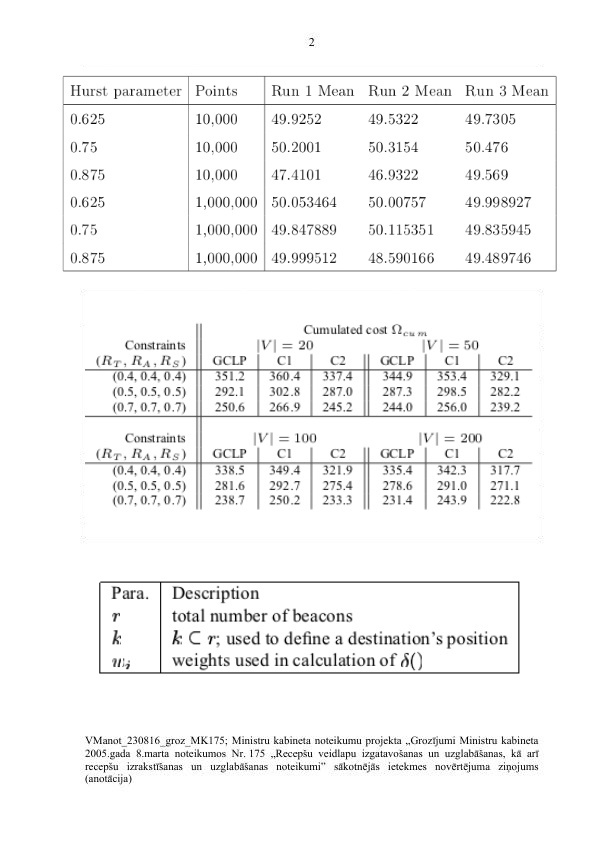 2
Hurst parameter Points Run 1 Mean Run 2 Mean Run 3 Mean
0.625 10,000 49.9252 49.5322 49.7305
0.75 10,000 50.2001 50.3154 50.476
0.875 10,000 47.4101 46.9322 49.569
0.625 1,000,000 50.053464 50.00757 49.998927
0.75 1,000,000 49.847889 50.115351 49.835945
0.875 1,000,000 49.999512 48.590166 49.489746
Cumulated cost Ω_cum
Constraints |V| = 20 |V| = 50
(R_T, R_A, R_S) GCLP C1 C2 GCLP C1 C2
(0.4, 0.4, 0.4) 351.2 360.4 337.4 344.9 353.4 329.1
(0.5, 0.5, 0.5) 292.1 302.8 287.0 287.3 298.5 282.2
(0.7, 0.7, 0.7) 250.6 266.9 245.2 244.0 256.0 239.2
Constraints |V| = 100 |V| = 200
(R_T, R_A, R_S) GCLP C1 C2 GCLP C1 C2
(0.4, 0.4, 0.4) 338.5 349.4 321.9 335.4 342.3 317.7
(0.5, 0.5, 0.5) 281.6 292.7 275.4 278.6 291.0 271.1
(0.7, 0.7, 0.7) 238.7 250.2 233.3 231.4 243.9 222.8
Para. Description
r total number of beacons
k k ⊂ r; used to define a destination's position
w_i weights used in calculation of δ()
VManot_230816_groz_MK175; Ministru kabineta noteikumu projekta „Grozījumi Ministru kabineta
2005.gada 8.marta noteikumos Nr. 175 „Recepšu veidlapu izgatavošanas un uzglabāšanas, kā arī
recepšu izrakstīšanas un uzglabāšanas noteikumi” sākotnējās ietekmes novērtējuma ziņojums
(anotācija)